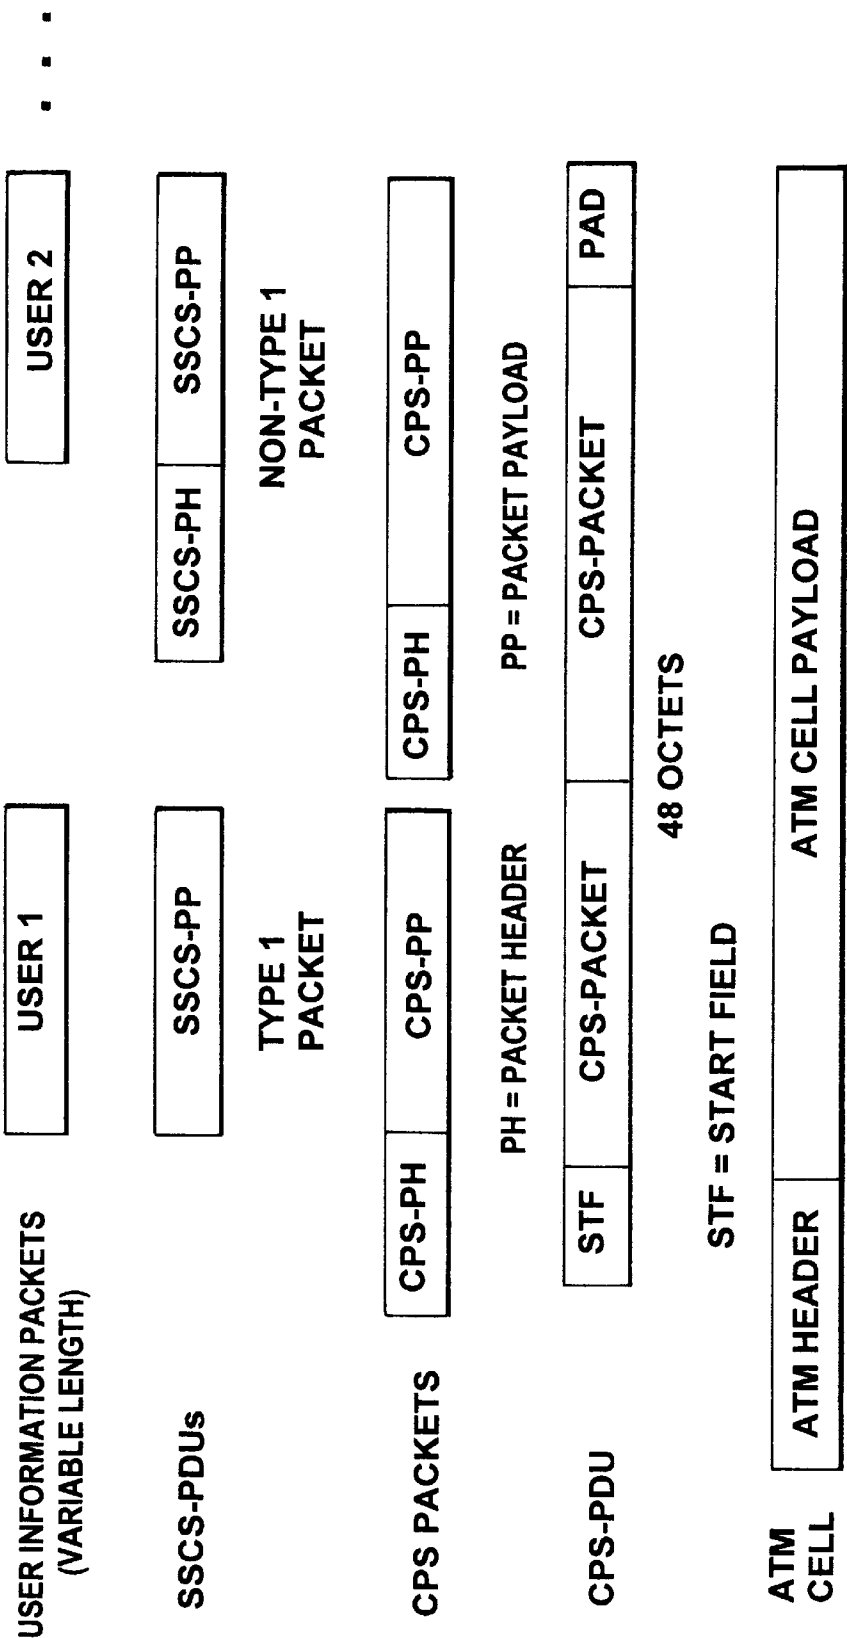 USER INFORMATION PACKETS
(VARIABLE LENGTH)
USER 1
USER 2
SSCS-PDUs
SSCS-PP
SSCS-PH
SSCS-PP
TYPE 1
PACKET
NON-TYPE 1
PACKET
CPS PACKETS
CPS-PH
CPS-PP
CPS-PH
CPS-PP
PH = PACKET HEADER
PP = PACKET PAYLOAD
CPS-PDU
STF
CPS-PACKET
CPS-PACKET
PAD
48 OCTETS
STF = START FIELD
ATM
CELL
ATM HEADER
ATM CELL PAYLOAD